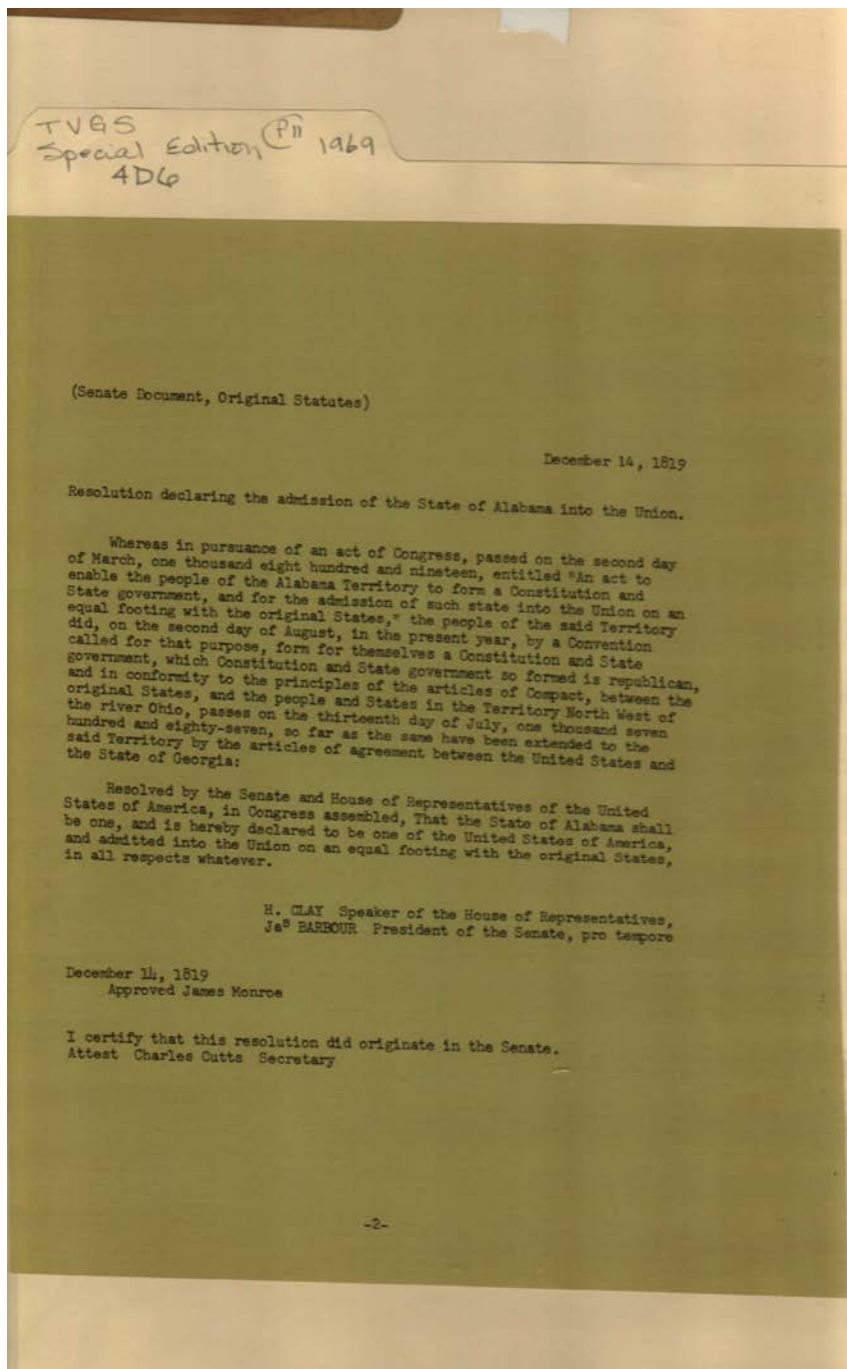 TVGS
Special Edition PII 1969
4D6
(Senate Document, Original Statutes)
December 14, 1819
Resolution declaring the admission of the State of Alabama into the Union.
Whereas in pursuance of an act of Congress, passed on the second day
of March, one thousand eight hundred and nineteen, entitled "An act to
enable the people of the Alabama Territory to form a Constitution and
State government, and for the admission of such state into the Union on an
equal footing with the original States," the people of the said Territory
did, on the second day of August, in the present year, by a Convention
called for that purpose, form for themselves a Constitution and State
government, which Constitution and State government so formed is republican,
and in conformity to the principles of the articles of Compact, between the
original States, and the people and States in the Territory North West of
the river Ohio, passes on the thirteenth day of July, one thousand seven
hundred and eighty-seven, so far as the same have been extended to the
said Territory by the articles of agreement between the United States and
the State of Georgia:
Resolved by the Senate and House of Representatives of the United
States of America, in Congress assembled, That the State of Alabama shall
be one, and is hereby declared to be one of the United States of America,
and admitted into the Union on an equal footing with the original States,
in all respects whatever.
H. CLAY Speaker of the House of Representatives,
Jas BARBOUR President of the Senate, pro tempore
December 14, 1819
Approved James Monroe
I certify that this resolution did originate in the Senate.
Attest Charles Cutts Secretary
-2-